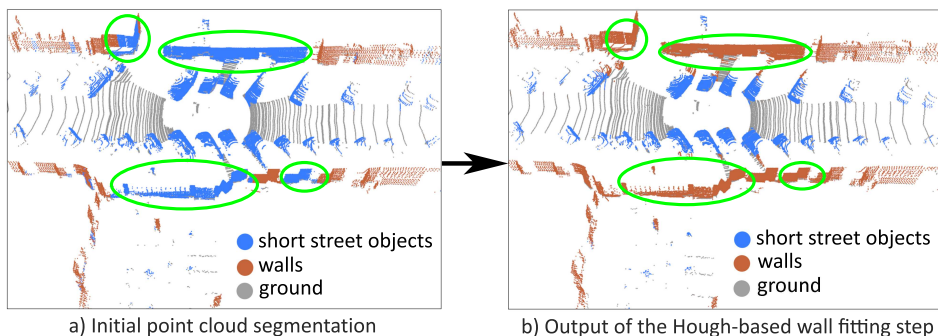 short street objects
walls
ground
a) Initial point cloud segmentation
short street objects
walls
ground
b) Output of the Hough-based wall fitting step